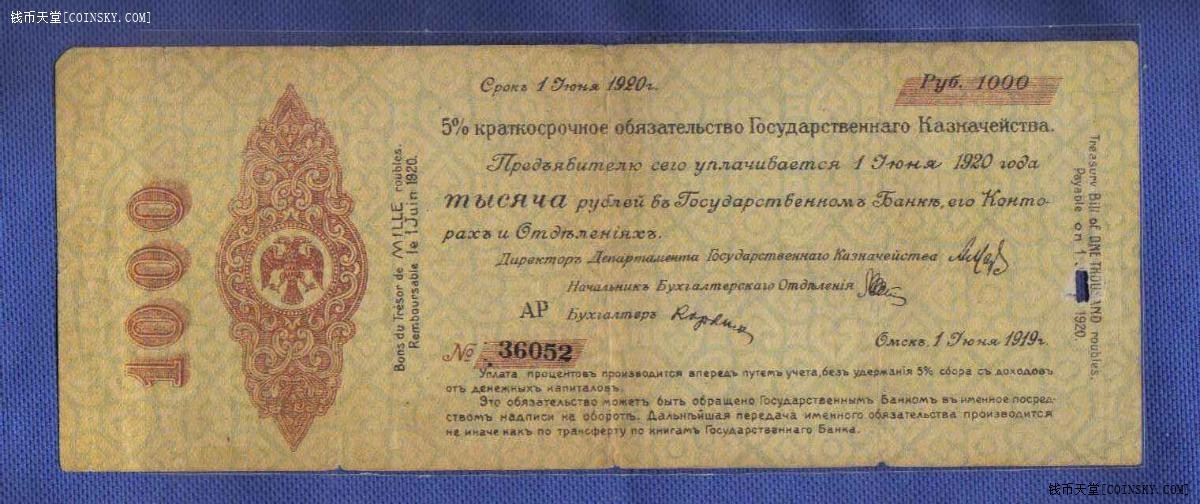 钱币天堂[COINSKY.COM]
Срокъ 1 Июня 1920 г.
Руб. 1000
5% краткосрочное обязательство Государственнаго Казначейства.
Предъявителю сего уплачивается 1 Июня 1920 года
тысяча рублей въ Государственномъ Банкѣ, его Конто-
рахъ и Отдѣленіяхъ.
Директоръ Департамента Государственнаго Казначейства
Начальникъ Бухгалтерскаго Отдѣленія
АР Бухгалтеръ
№ 36052
Омскъ, 1 Июня 1919 г.
Уплата процентовъ производится впередъ путемъ учета, безъ удержанія 5% сбора съ доходовъ
отъ денежныхъ капиталовъ.
Это обязательство можетъ быть обращено Государственнымъ Банкомъ въ именное посред-
ствомъ надписи на оборотѣ. Дальнѣйшая передача именного обязательства производится
не иначе какъ по трансферту по книгамъ Государственнаго Банка.
1000
Bons du Trésor de MILLE roubles.
Remboursable le 1 Juin 1920.
Treasury Bill of ONE THOUSAND roubles.
Payable on 1. 1920.
钱币天堂[COINSKY.COM]